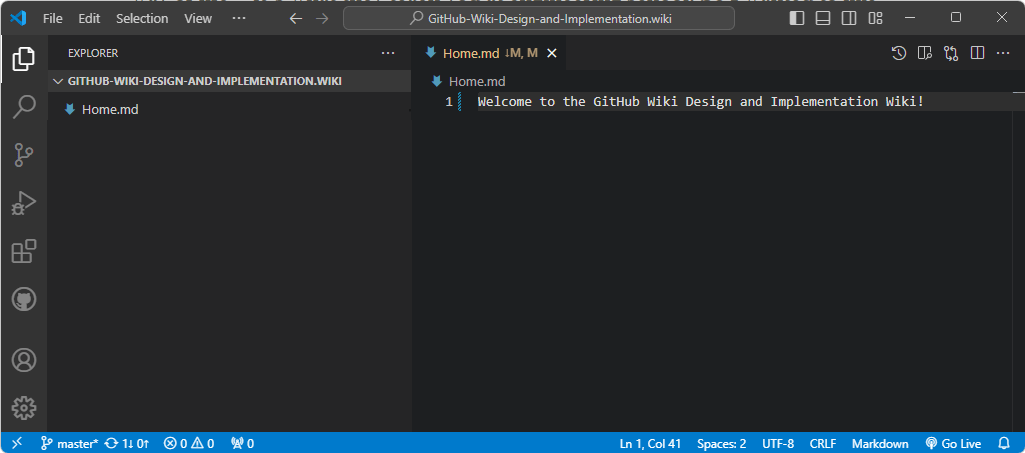 File Edit Selection View ··· GitHub-Wiki-Design-and-Implementation.wiki
EXPLORER ···
GITHUB-WIKI-DESIGN-AND-IMPLEMENTATION.WIKI
Home.md
Home.md ↓M, M
Home.md
1 Welcome to the GitHub Wiki Design and Implementation Wiki!
master* 1↓ 0↑ 0 0 0 Ln 1, Col 41 Spaces: 2 UTF-8 CRLF Markdown Go Live